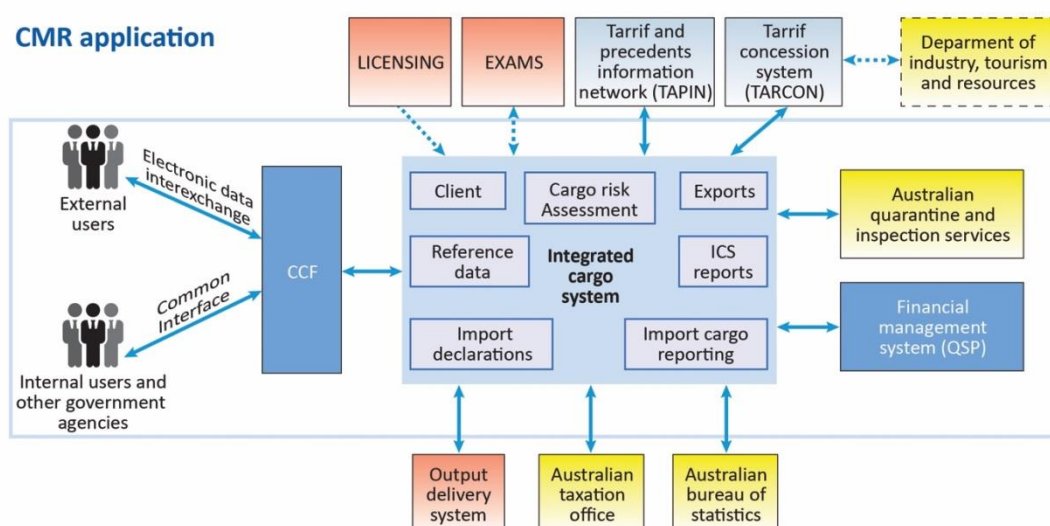 CMR application
LICENSING
EXAMS
Tarrif and
precedents
information
network (TAPIN)
Tarrif
concession
system
(TARCON)
Deparment of
industry, tourism
and resources
External
users
Electronic data
interexchange
Common
Interface
Internal users and
other government
agencies
CCF
Client
Cargo risk
Assessment
Exports
Reference
data
Integrated
cargo
system
ICS
reports
Import
declarations
Import cargo
reporting
Australian
quarantine and
inspection services
Financial
management
system (QSP)
Output
delivery
system
Australian
taxation
office
Australian
bureau of
statistics